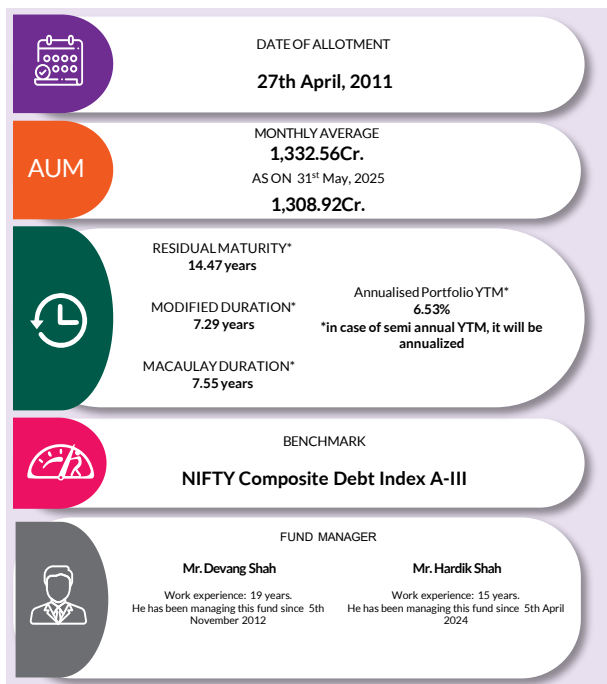 DATE OF ALLOTMENT
27th April, 2011
AUM
MONTHLY AVERAGE
1,332.56Cr.
AS ON 31st May, 2025
1,308.92Cr.
RESIDUAL MATURITY*
14.47 years
MODIFIED DURATION*
7.29 years
MACAULAY DURATION*
7.55 years
Annualised Portfolio YTM*
6.53%
*in case of semi annual YTM, it will be
annualized
BENCHMARK
NIFTY Composite Debt Index A-III
FUND MANAGER
Mr. Devang Shah
Work experience: 19 years.
He has been managing this fund since 5th
November 2012
Mr. Hardik Shah
Work experience: 15 years.
He has been managing this fund since 5th April
2024